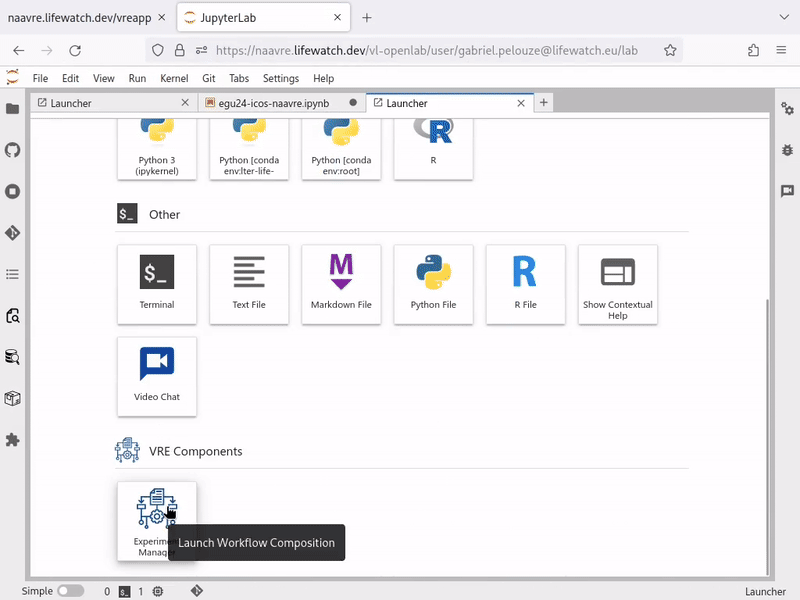 naavre.lifewatch.dev/vreapp
JupyterLab
https://naavre.lifewatch.dev/vl-openlab/user/gabriel.pelouze@lifewatch.eu/lab
File Edit View Run Kernel Git Tabs Settings Help
Launcher
egu24-icos-naavre.ipynb
Launcher
Python 3
(ipykernel)
Python [conda
env:lter-life-
Python [conda
env:root]
R
R
$_ Other
$_
Terminal
Text File
M
Markdown File
Python File
R
R File
Show Contextual
Help
Video Chat
VRE Components
Experim
Manager
Launch Workflow Composition
Simple 0 $_ 1
Launcher